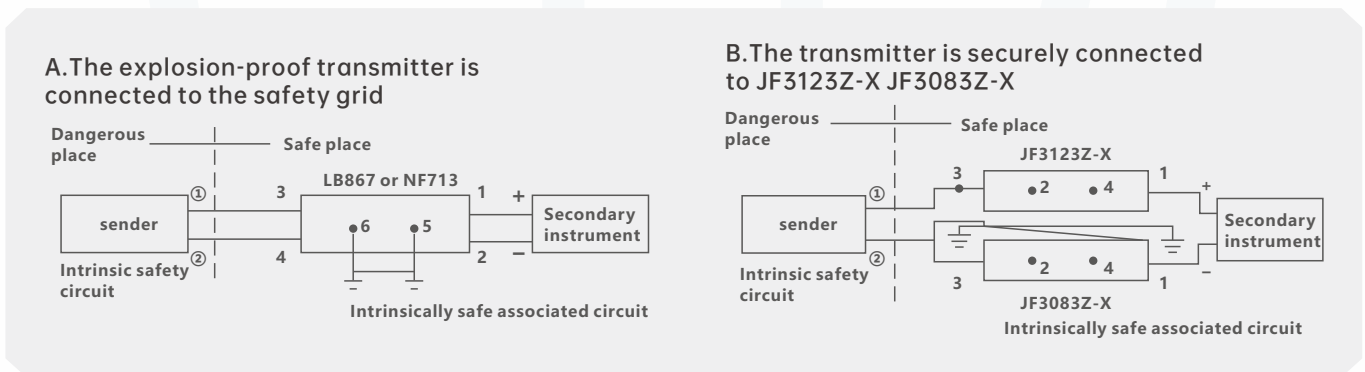 A.The explosion-proof transmitter is
connected to the safety grid
Dangerous
place
Safe place
LB867 or NF713
①
3
1
+
sender
6
5
Secondary
instrument
②
4
2
−
Intrinsic safety
circuit
Intrinsically safe associated circuit
B.The transmitter is securely connected
to JF3123Z-X JF3083Z-X
Dangerous
place
Safe place
JF3123Z-X
3
1
①
2
4
+
sender
Secondary
instrument
②
2
4
−
3
1
Intrinsic safety
circuit
JF3083Z-X
Intrinsically safe associated circuit